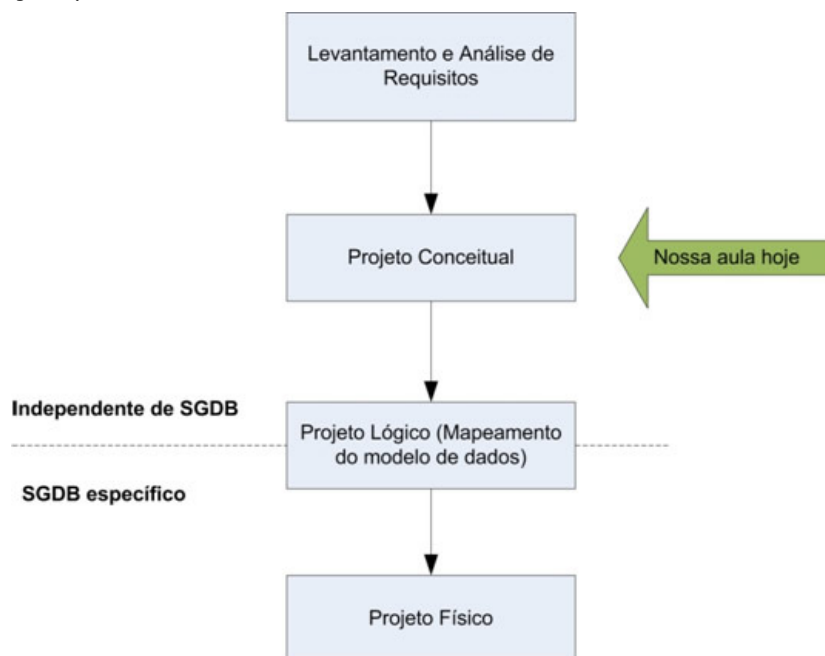 Levantamento e Análise de
Requisitos
Projeto Conceitual
Nossa aula hoje
Independente de SGDB
Projeto Lógico (Mapeamento
do modelo de dados)
SGDB específico
Projeto Físico